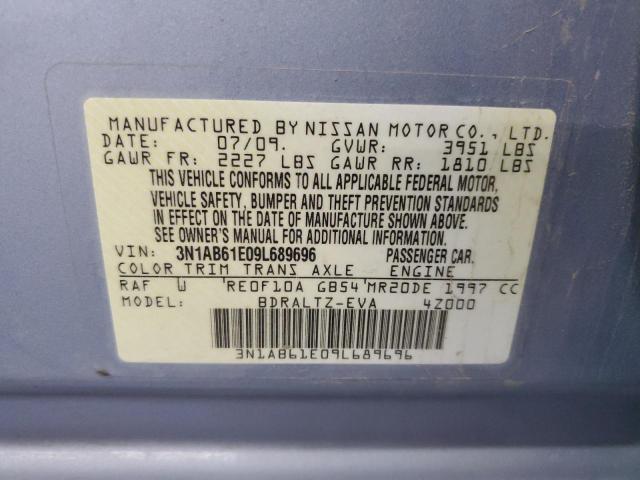 MANUFACTURED BY NISSAN MOTOR CO., LTD.
DATE: 07/09. GVWR: 3951 LBS
GAWR FR: 2227 LBS GAWR RR: 1810 LBS
THIS VEHICLE CONFORMS TO ALL APPLICABLE FEDERAL MOTOR,
VEHICLE SAFETY, BUMPER AND THEFT PREVENTION STANDARDS
IN EFFECT ON THE DATE OF MANUFACTURE SHOWN ABOVE.
SEE OWNER'S MANUAL FOR ADDITIONAL INFORMATION.
VIN: 3N1AB61E09L689696 PASSENGER CAR.
COLOR TRIM TRANS AXLE ENGINE
RAF W 'RE0F10A GB54'MR20DE 1997 CC
MODEL: BDRALTZ-EVA 4Z000
3N1AB61E09L689696